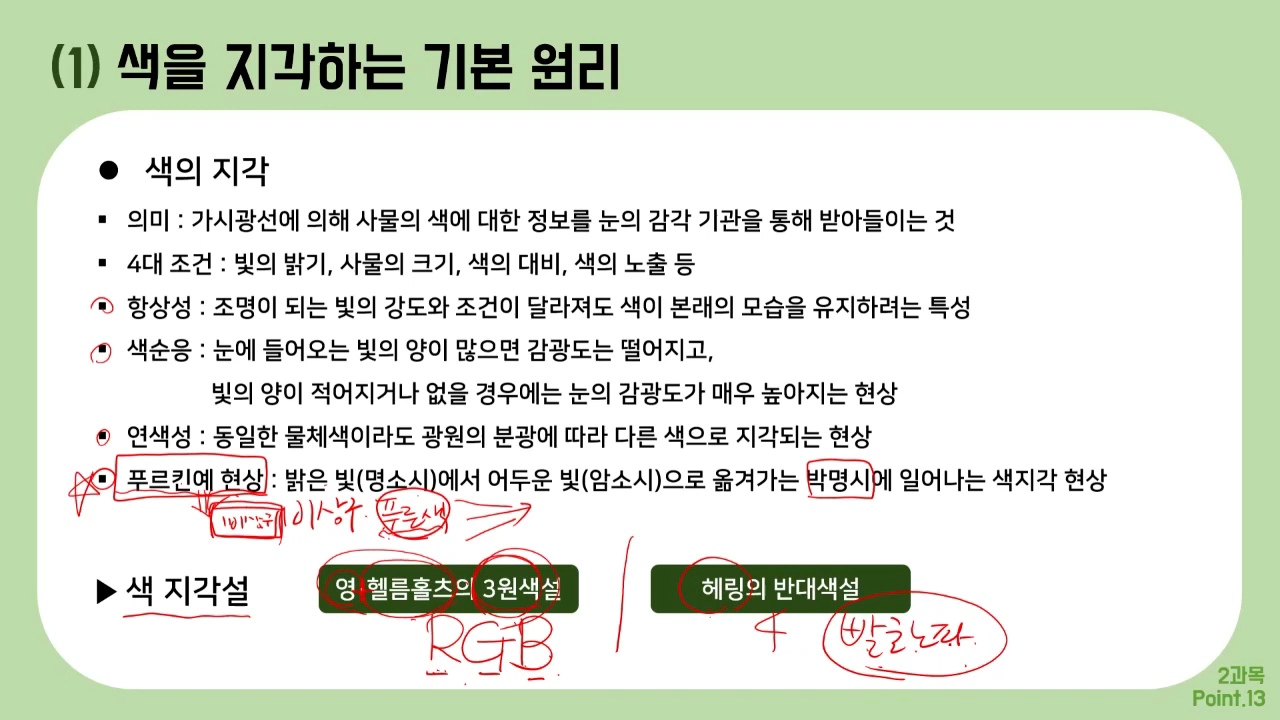 (1) 색을 지각하는 기본 원리
● 색의 지각
▪ 의미 : 가시광선에 의해 사물의 색에 대한 정보를 눈의 감각 기관을 통해 받아들이는 것
▪ 4대 조건 : 빛의 밝기, 사물의 크기, 색의 대비, 색의 노출 등
▪ 항상성 : 조명이 되는 빛의 강도와 조건이 달라져도 색이 본래의 모습을 유지하려는 특성
▪ 색순응 : 눈에 들어오는 빛의 양이 많으면 감광도는 떨어지고,
빛의 양이 적어지거나 없을 경우에는 눈의 감광도가 매우 높아지는 현상
▪ 연색성 : 동일한 물체색이라도 광원의 분광에 따라 다른 색으로 지각되는 현상
▪ 푸르킨예 현상 : 밝은 빛(명소시)에서 어두운 빛(암소시)으로 옮겨가는 박명시에 일어나는 색지각 현상
비상구 푸른색
▶ 색 지각설 영·헬름홀츠의 3원색설 헤링의 반대색설
RGB 4 빨글노파
2과목
Point.13